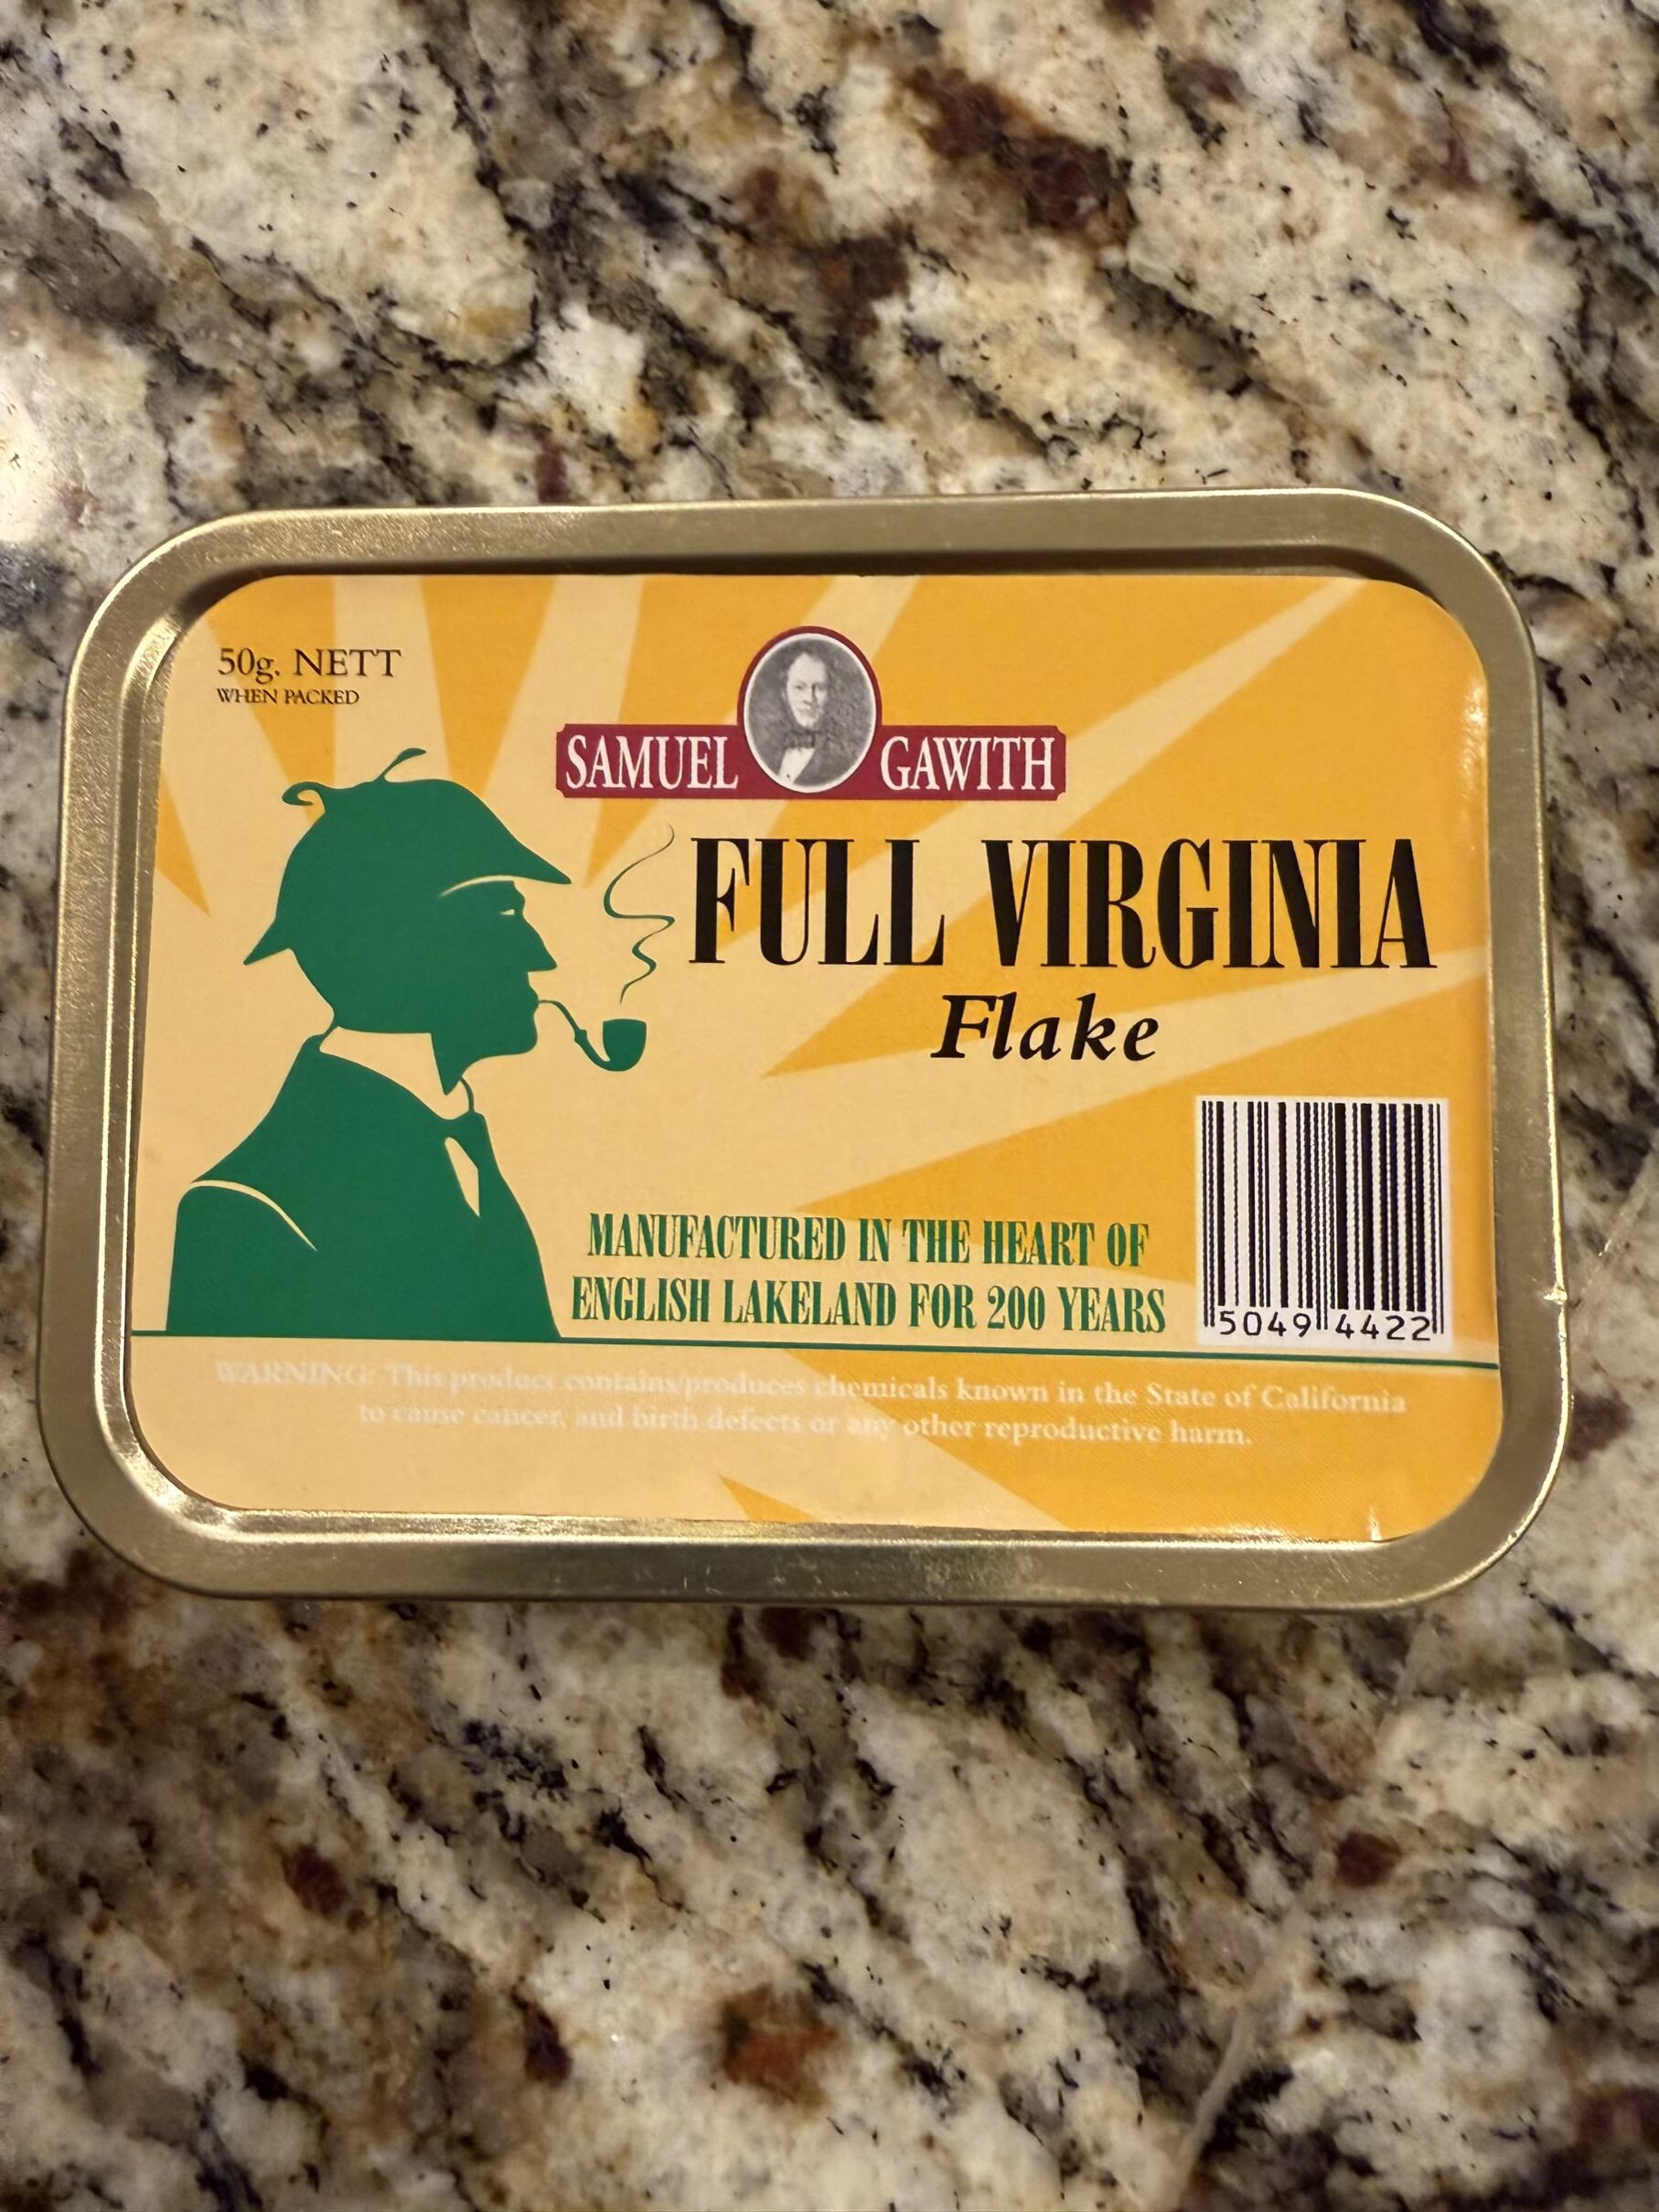 50g. NETT
WHEN PACKED
SAMUEL GAWITH
FULL VIRGINIA
Flake
MANUFACTURED IN THE HEART OF
ENGLISH LAKELAND FOR 200 YEARS
5049 4422
WARNING: This product contains/produces chemicals known in the State of California
to cause cancer, and birth defects or any other reproductive harm.